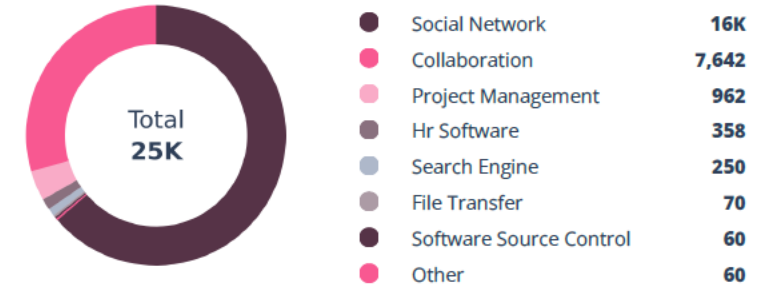 Total
25K
Social Network 16K
Collaboration 7,642
Project Management 962
Hr Software 358
Search Engine 250
File Transfer 70
Software Source Control 60
Other 60